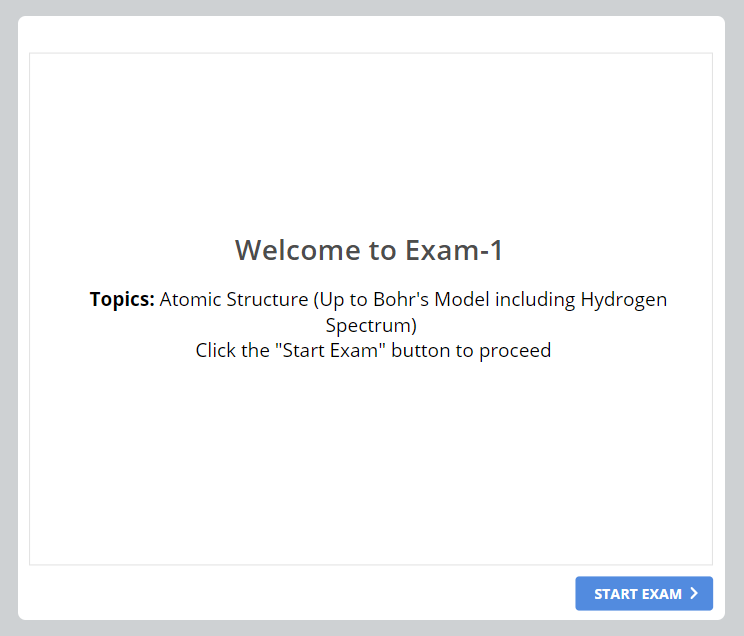 Welcome to Exam-1
Topics: Atomic Structure (Up to Bohr's Model including Hydrogen
Spectrum)
Click the "Start Exam" button to proceed
START EXAM